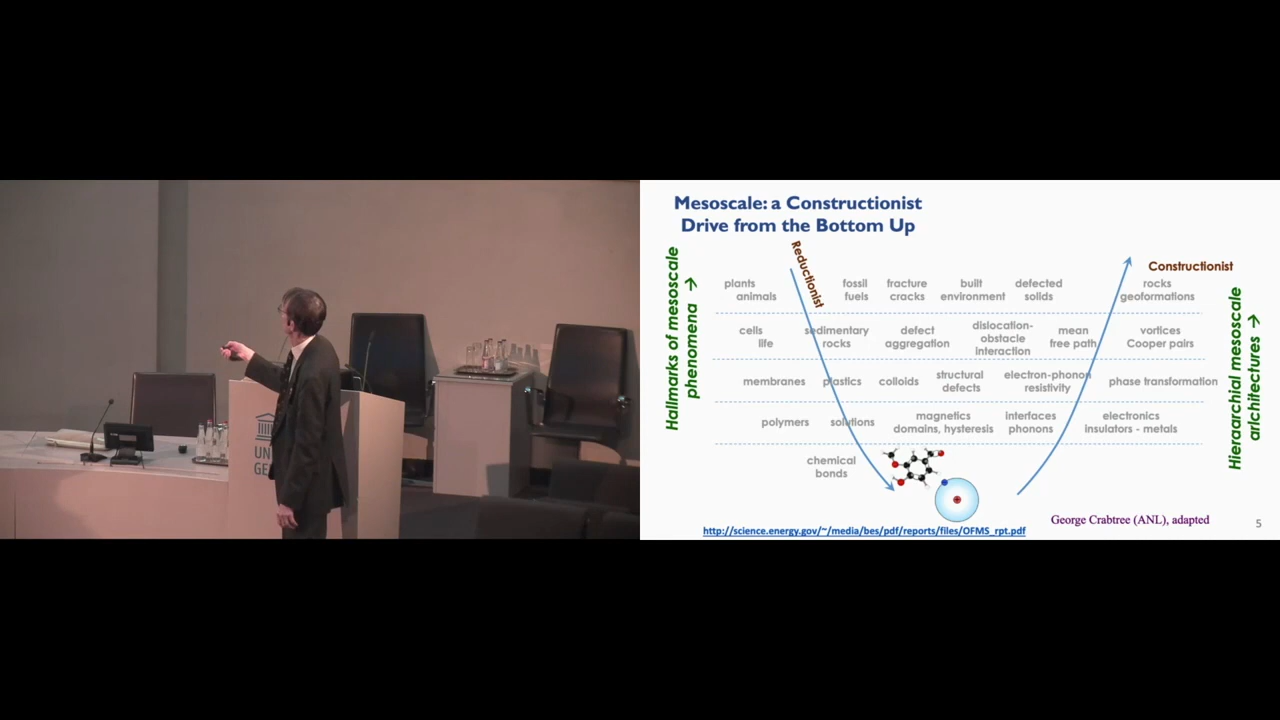 UN
GE
Mesoscale: a Constructionist
Drive from the Bottom Up
Hallmarks of mesoscale
phenomena →
Reductionist
Constructionist
Hieraarchial mesoscale
aričhitectures →
plants
animals
fossil
fuels
fracture
cracks
built
environment
defected
solids
rocks
geoformations
cells
life
sedimentary
rocks
defect
aggregation
dislocation-
obstacle
interaction
mean
free path
vortices
Cooper pairs
membranes
plastics
colloids
structural
defects
electron-phonon
resistivity
phase transformation
polymers
solutions
magnetics
domains, hysteresis
interfaces
phonons
electronics
insulators - metals
chemical
bonds
George Crabtree (ANL), adapted
5
http://science.energy.gov/~/media/bes/pdf/reports/files/OFMS_rpt.pdf